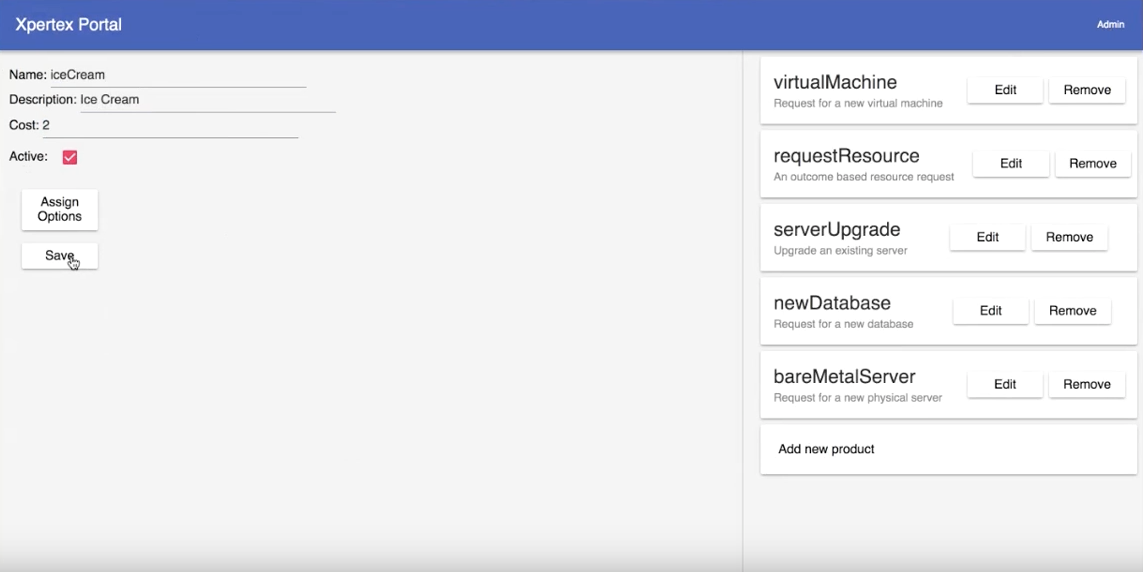 Xpertex Portal
Admin
Name: iceCream
Description: Ice Cream
Cost: 2
Active:
Assign
Options
Save
virtualMachine
Request for a new virtual machine
Edit
Remove
requestResource
An outcome based resource request
Edit
Remove
serverUpgrade
Upgrade an existing server
Edit
Remove
newDatabase
Request for a new database
Edit
Remove
bareMetalServer
Request for a new physical server
Edit
Remove
Add new product